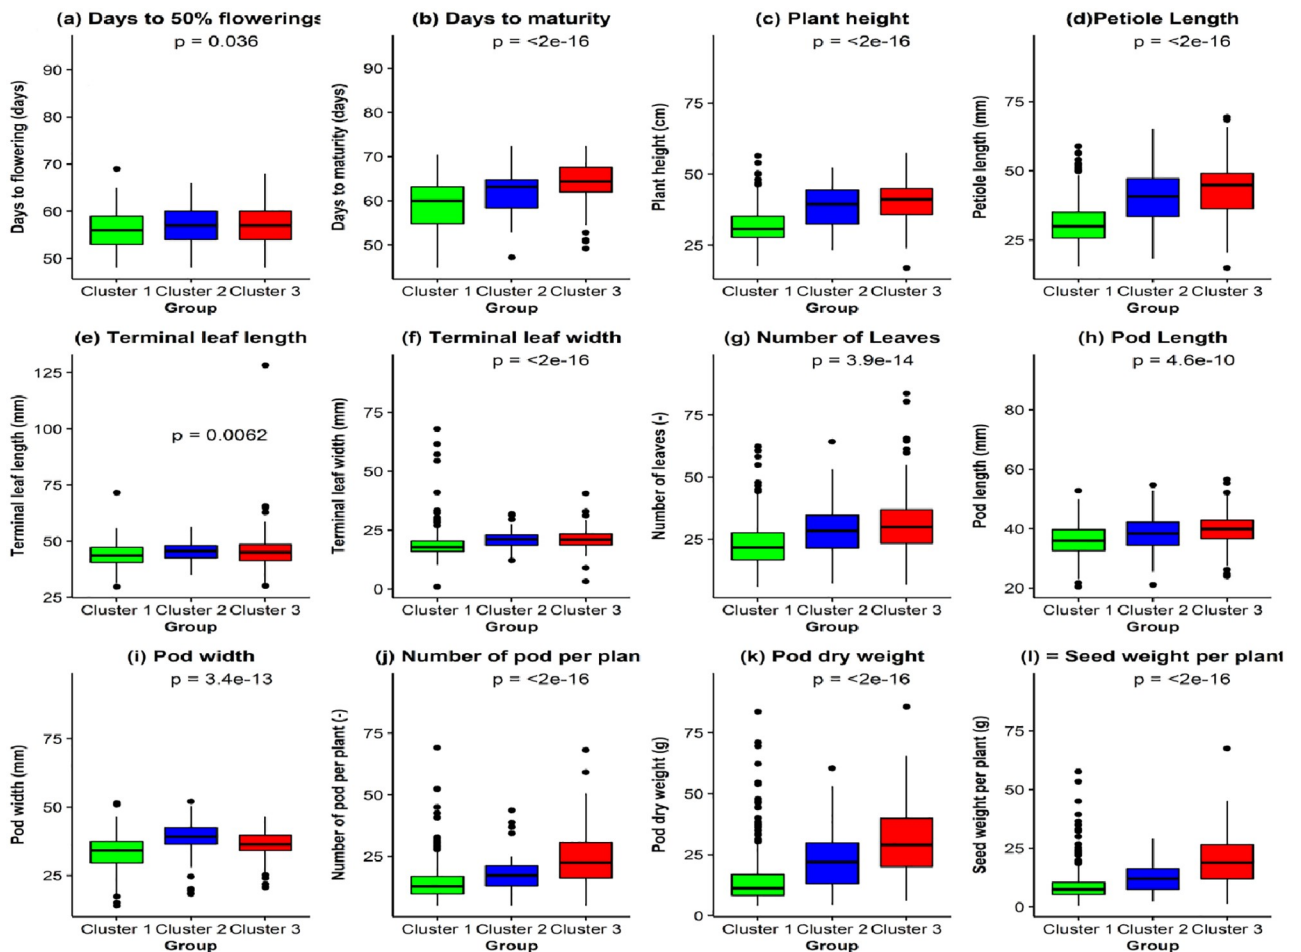 (a) Days to 50% flowerings
p = 0.036
Days to flowering (days)
90
80
70
60
50
Cluster 1 Cluster 2 Cluster 3
Group
(b) Days to maturity
p = <2e-16
Days to maturity (days)
90
80
70
60
50
Cluster 1 Cluster 2 Cluster 3
Group
(c) Plant height
p = <2e-16
Plant height (cm)
75
50
25
Cluster 1 Cluster 2 Cluster 3
Group
(d)Petiole Length
p = <2e-16
Petiole length (mm)
75
50
25
Cluster 1 Cluster 2 Cluster 3
Group
(e) Terminal leaf length
p = 0.0062
Terminal leaf length (mm)
125
100
75
50
25
Cluster 1 Cluster 2 Cluster 3
Group
(f) Terminal leaf width
p = <2e-16
Terminal leaf width (mm)
75
50
25
0
Cluster 1 Cluster 2 Cluster 3
Group
(g) Number of Leaves
p = 3.9e-14
Number of leaves (-)
75
50
25
Cluster 1 Cluster 2 Cluster 3
Group
(h) Pod Length
p = 4.6e-10
Pod length (mm)
80
60
40
20
Cluster 1 Cluster 2 Cluster 3
Group
(i) Pod width
p = 3.4e-13
Pod width (mm)
75
50
25
Cluster 1 Cluster 2 Cluster 3
Group
(j) Number of pod per plan
p = <2e-16
Number of pod per plant (-)
75
50
25
Cluster 1 Cluster 2 Cluster 3
Group
(k) Pod dry weight
p = <2e-16
Pod dry weight (g)
75
50
25
0
Cluster 1 Cluster 2 Cluster 3
Group
(l) = Seed weight per plant
p = <2e-16
Seed weight per plant (g)
75
50
25
0
Cluster 1 Cluster 2 Cluster 3
Group